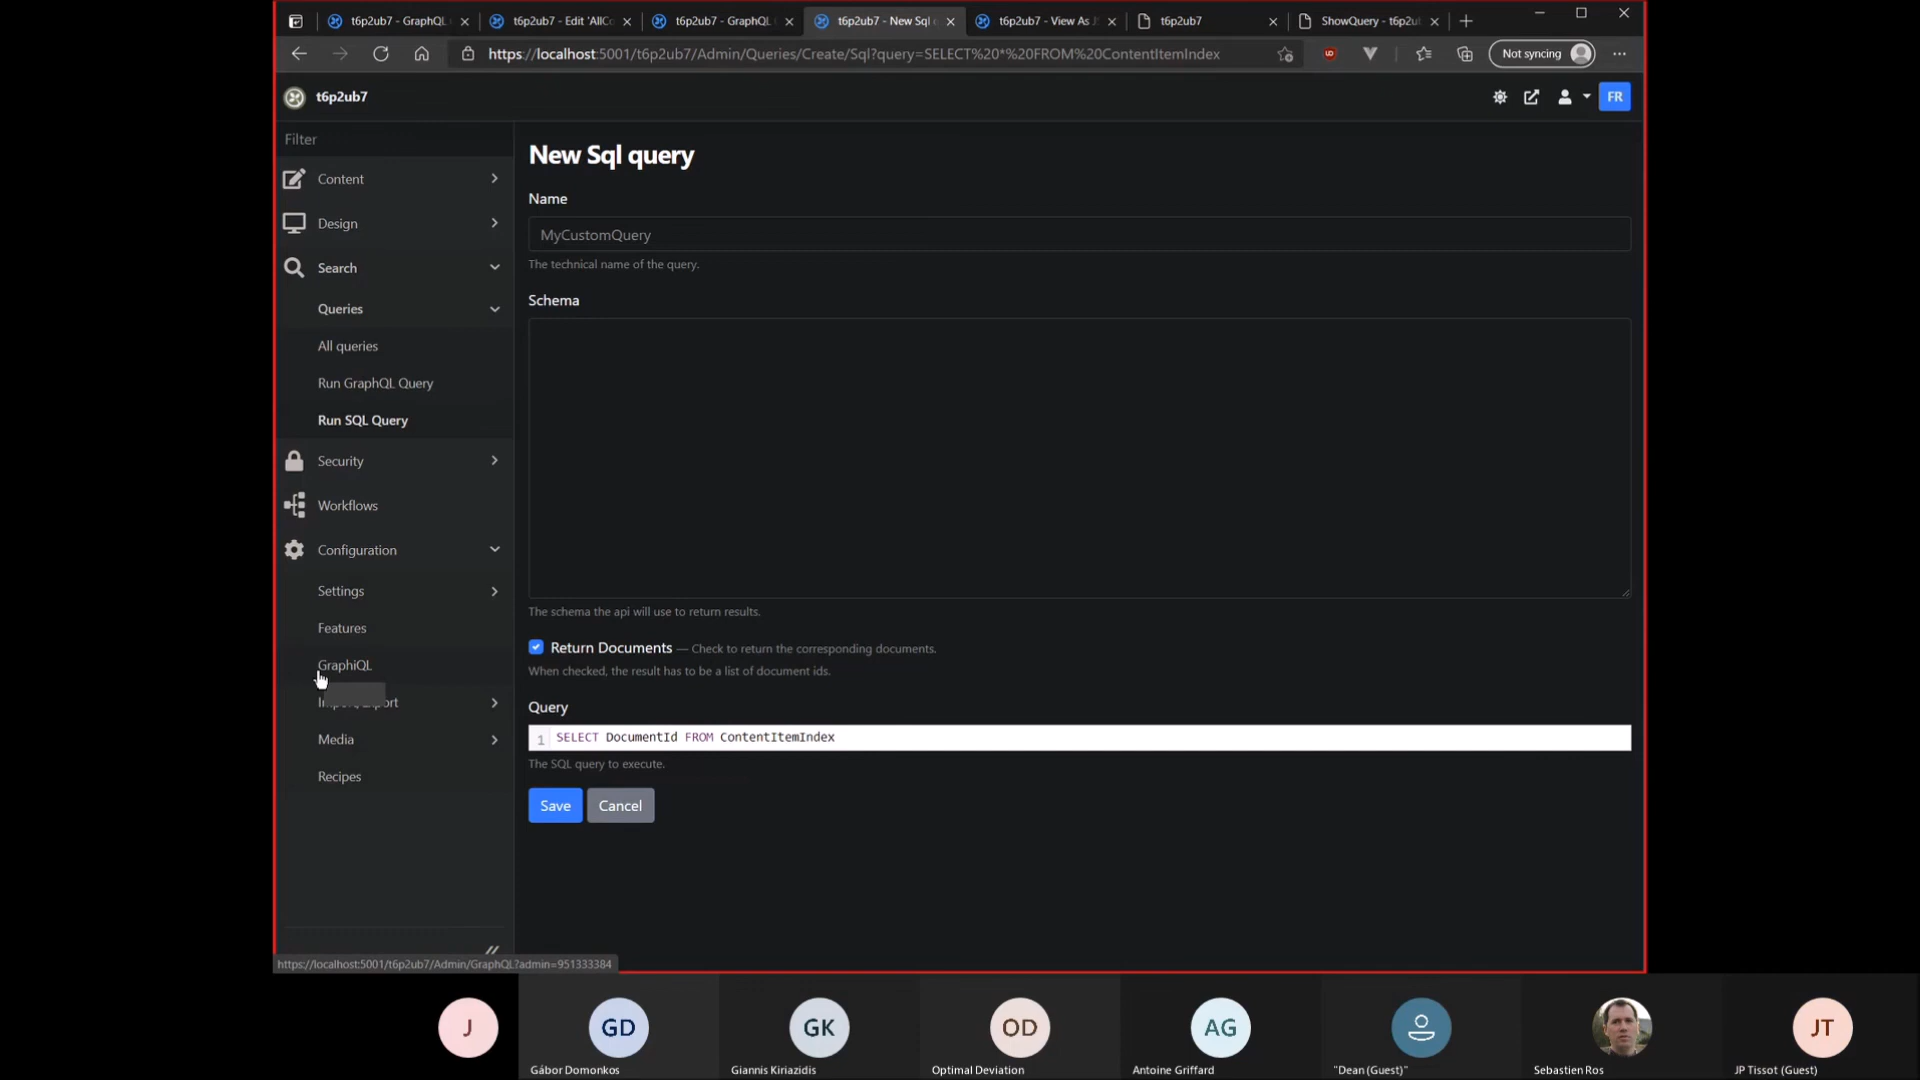 t6p2ub7 - GraphQL
t6p2ub7 - Edit 'AllCo
t6p2ub7 - GraphQL
t6p2ub7 - New Sql q
t6p2ub7 - View As JS
t6p2ub7
ShowQuery - t6p2ub
https://localhost:5001/t6p2ub7/Admin/Queries/Create/Sql?query=SELECT%20*%20FROM%20ContentItemIndex
Not syncing
t6p2ub7
FR
Filter
Content
Design
Search
Queries
All queries
Run GraphQL Query
Run SQL Query
Security
Workflows
Configuration
Settings
Features
GraphiQL
Media
Recipes
New Sql query
Name
MyCustomQuery
The technical name of the query.
Schema
The schema the api will use to return results.
Return Documents — Check to return the corresponding documents.
When checked, the result has to be a list of document ids.
Query
1 SELECT DocumentId FROM ContentItemIndex
The SQL query to execute.
Save
Cancel
https://localhost:5001/t6p2ub7/Admin/GraphQL?admin=951333384
J
GD
GK
OD
AG
JT
Gábor Domonkos
Giannis Kiriazidis
Optimal Deviation
Antoine Griffard
"Dean (Guest)"
Sebastien Ros
JP Tissot (Guest)